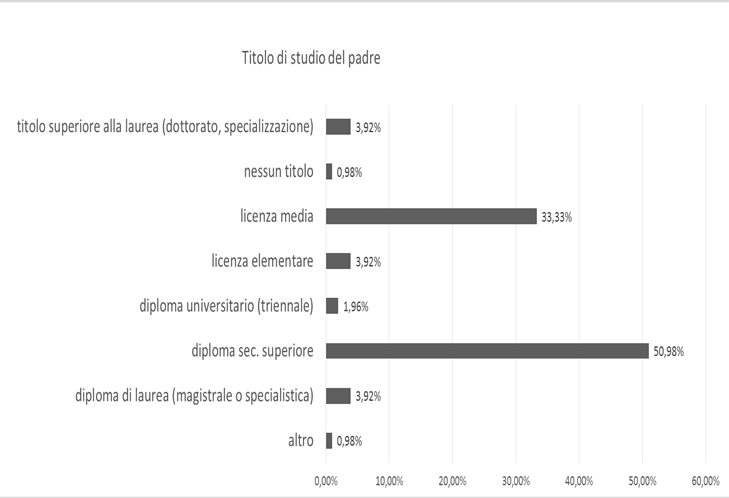 Titolo di studio del padre
titolo superiore alla laurea (dottorato, specializzazione) 3,92%
nessun titolo 0,98%
licenza media 33,33%
licenza elementare 3,92%
diploma universitario (triennale) 1,96%
diploma sec. superiore 50,98%
diploma di laurea (magistrale o specialistica) 3,92%
altro 0,98%
0,00% 10,00% 20,00% 30,00% 40,00% 50,00% 60,00%